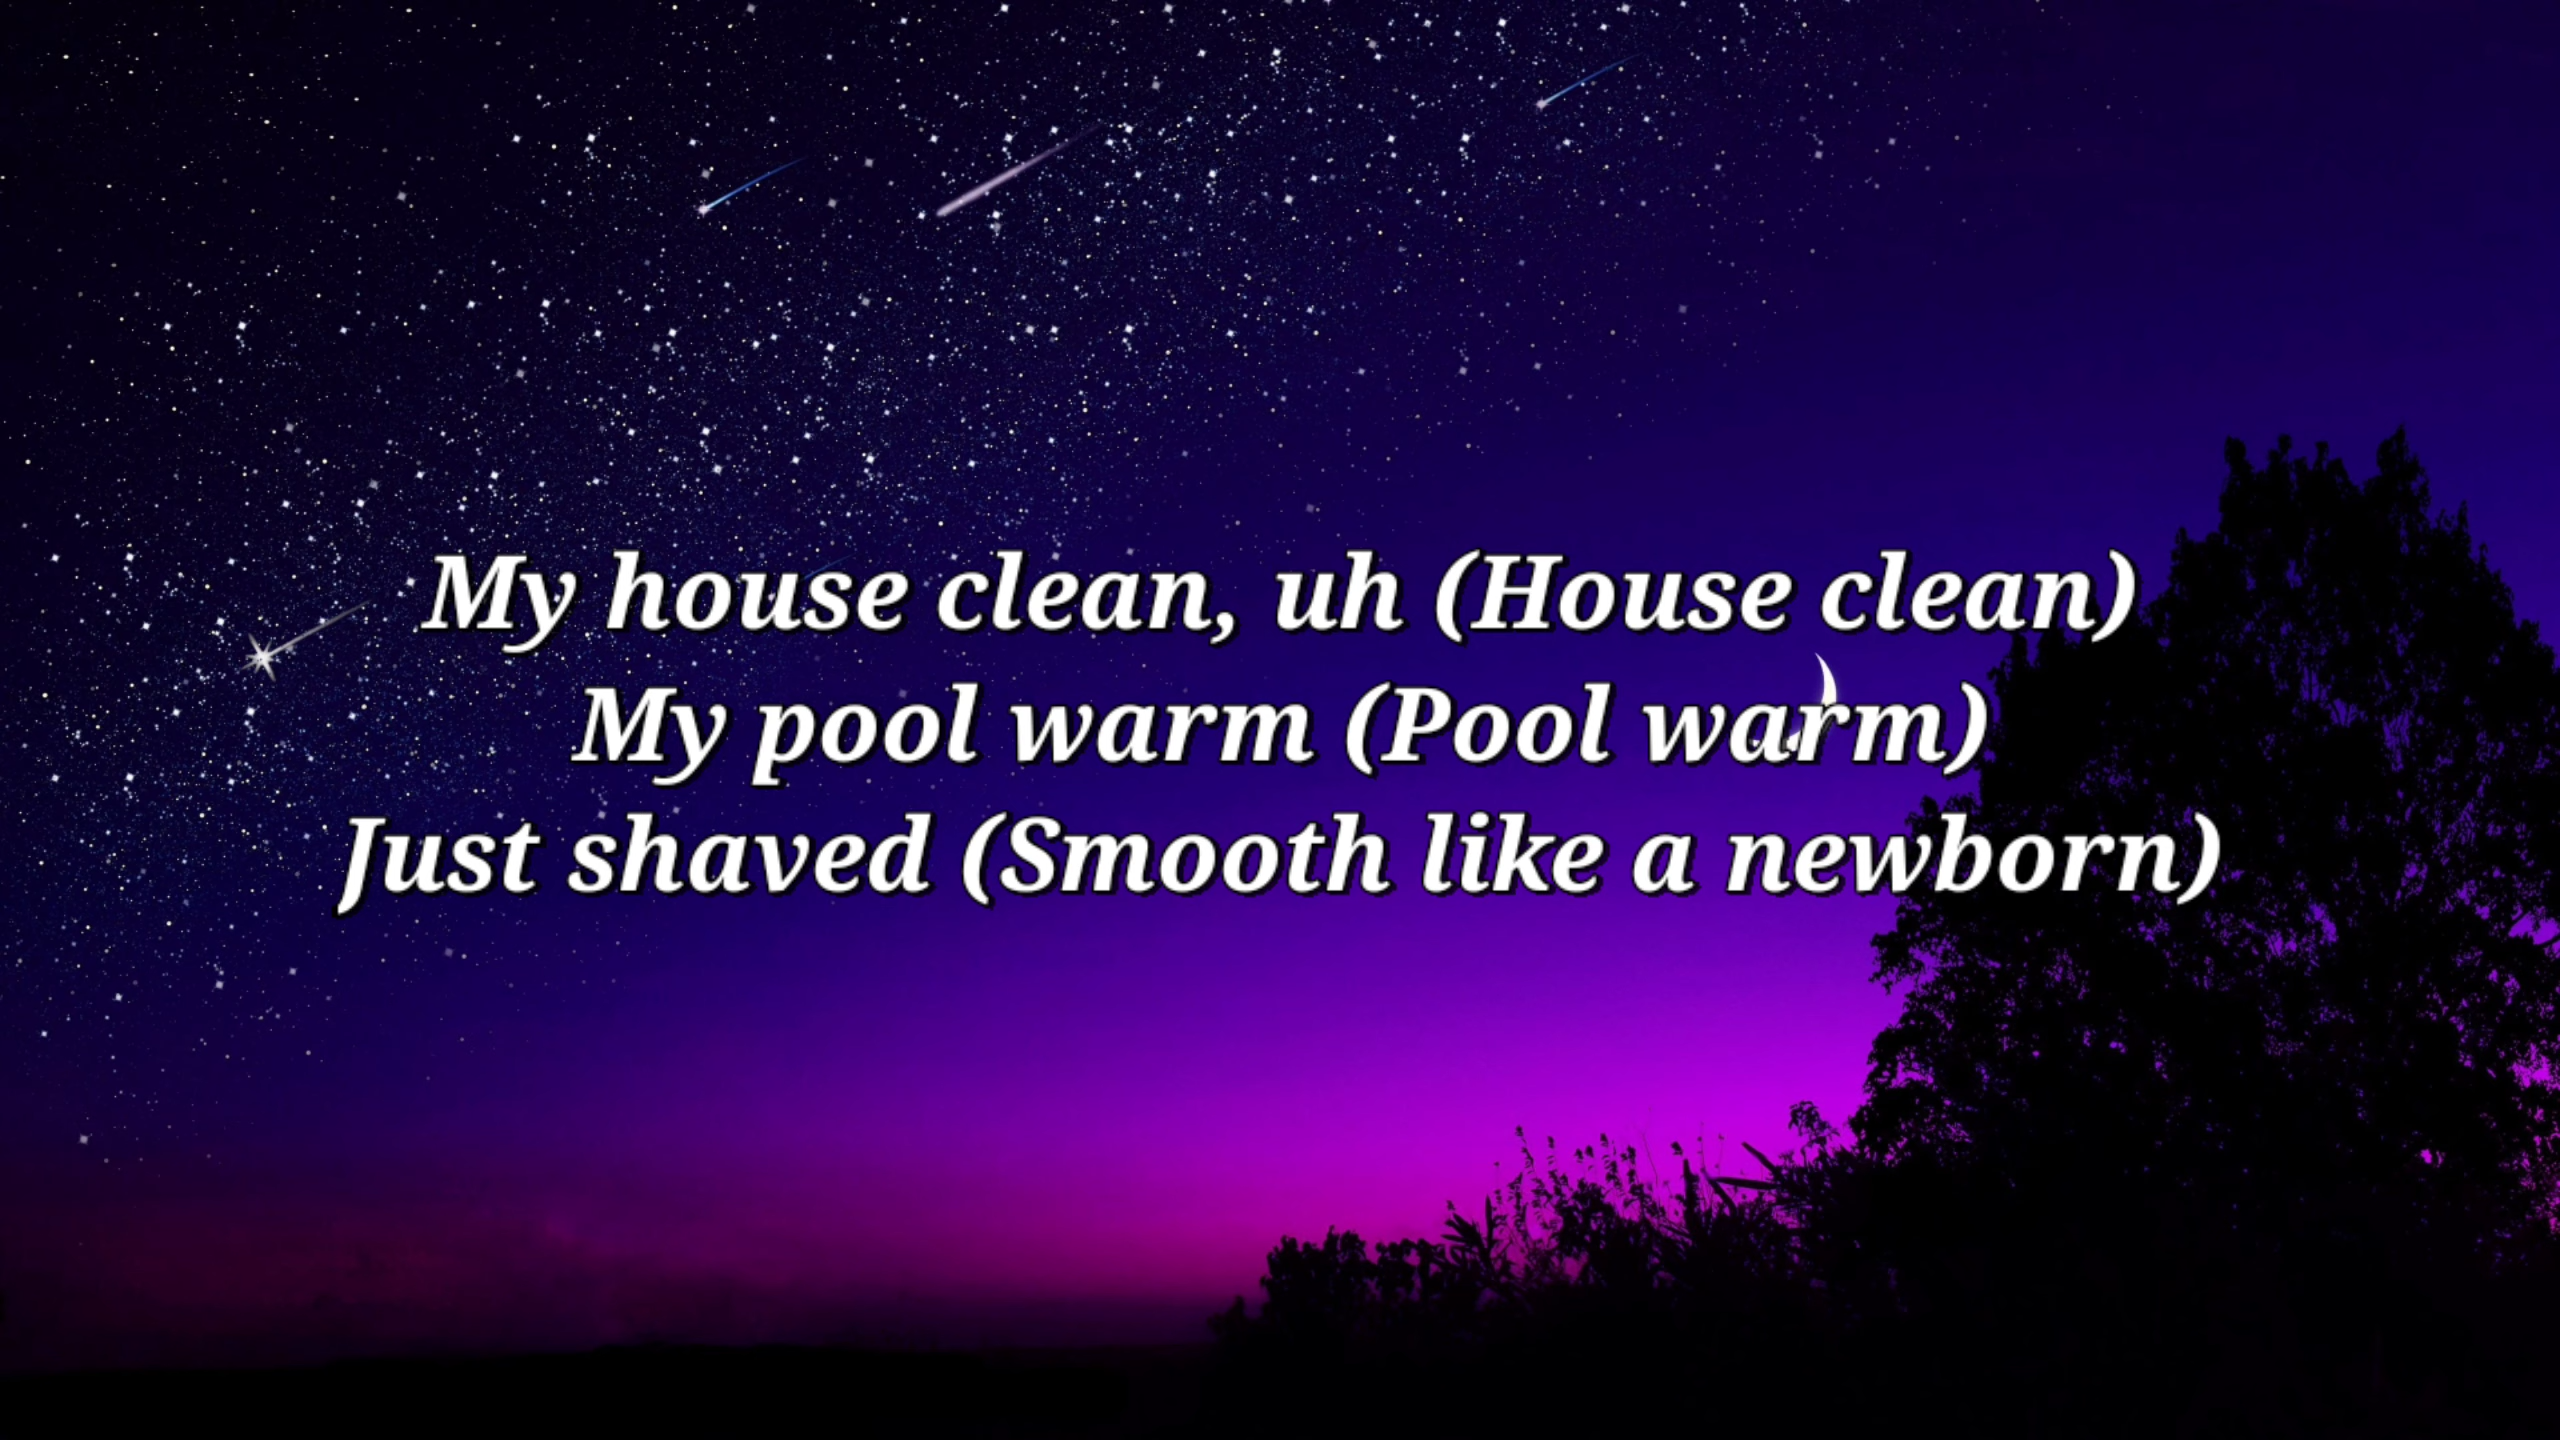 My house clean, uh (House clean)
My pool warm (Pool warm)
Just shaved (Smooth like a newborn)